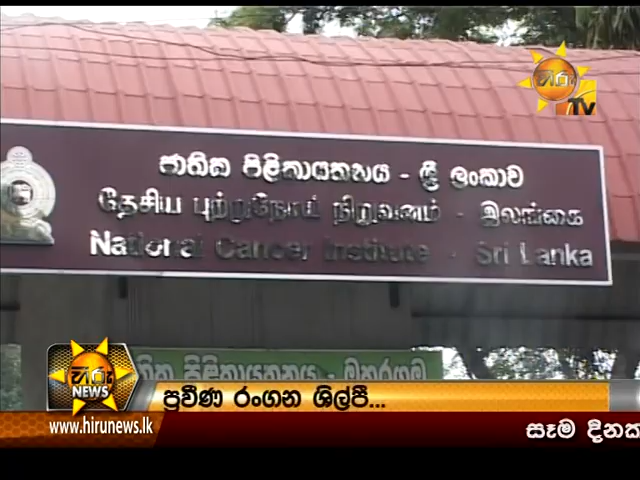 හිරු
TV
ජාතික පිළිකායතනය - ශ්‍රී ලංකාව
தேசிய புற்றுநோய் நிறுவனம் - இலங்கை
National Cancer Institute - Sri Lanka
ජාතික පිළිකායතනය - මහරගම
හිරු
NEWS
ප්‍රවීණ රංගන ශිල්පී...
www.hirunews.lk
සෑම දිනක